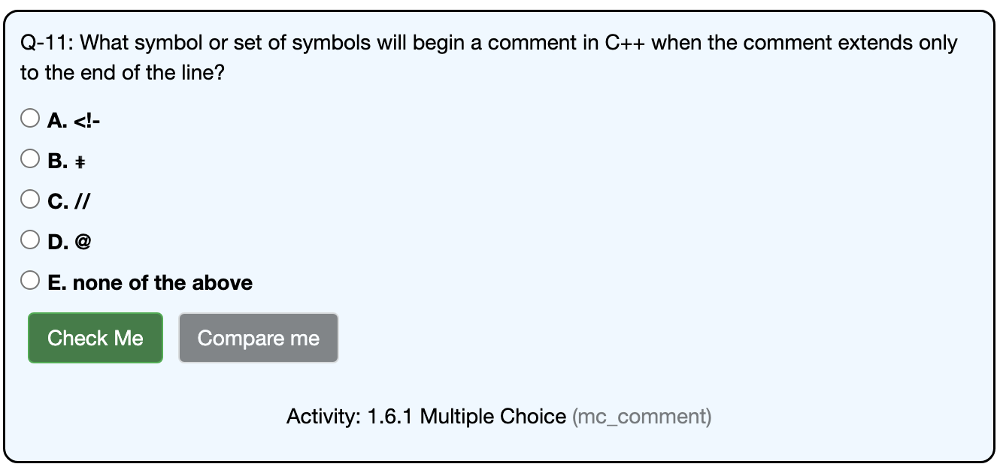 Q-11: What symbol or set of symbols will begin a comment in C++ when the comment extends only
to the end of the line?
A. <!-
B. ⩨
C. //
D. @
E. none of the above
Check Me
Compare me
Activity: 1.6.1 Multiple Choice (mc_comment)